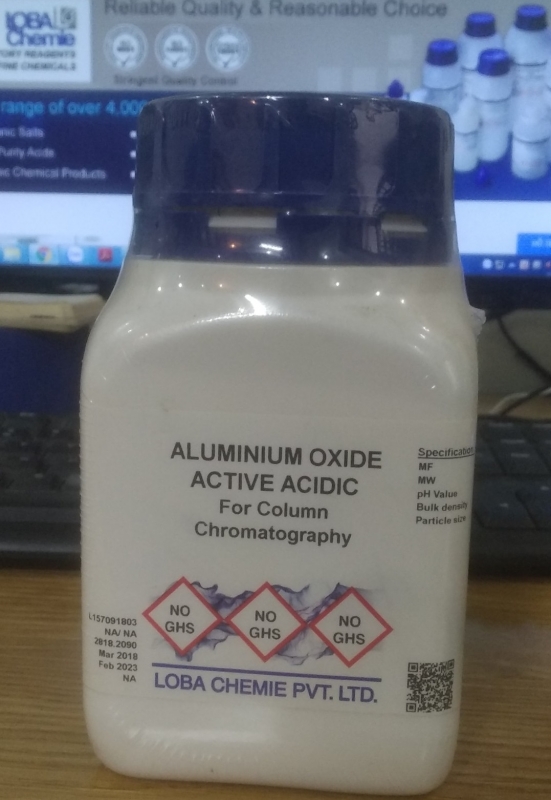 Reliable Quality & Reasonable Choice
LOBA
Chemie
FINE CHEMICALS
Stringent Quality Control
range of over 4,000
Purity Acids
Chemical Products
ALUMINIUM OXIDE
ACTIVE ACIDIC
For Column
Chromatography
Specification
MF
MW
pH Value
Bulk density
Particle size
NO
GHS
NO
GHS
NO
GHS
L157091803
NA/ NA
2818.2090
Mar 2018
Feb 2023
NA
LOBA CHEMIE PVT. LTD.